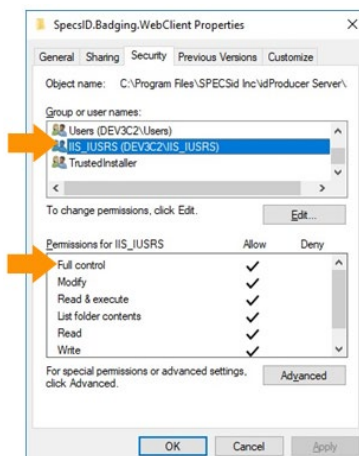 SpecsID.Badging.WebClient Properties
General Sharing Security Previous Versions Customize
Object name: C:\Program Files\SPECSid Inc\idProducer Server\
Group or user names:
Users (DEV3C2\Users)
IIS_IUSRS (DEV3C2\IIS_IUSRS)
TrustedInstaller
To change permissions, click Edit.
Edit...
Permissions for IIS_IUSRS Allow Deny
Full control
Modify
Read & execute
List folder contents
Read
Write
For special permissions or advanced settings,
click Advanced.
Advanced
OK Cancel Apply